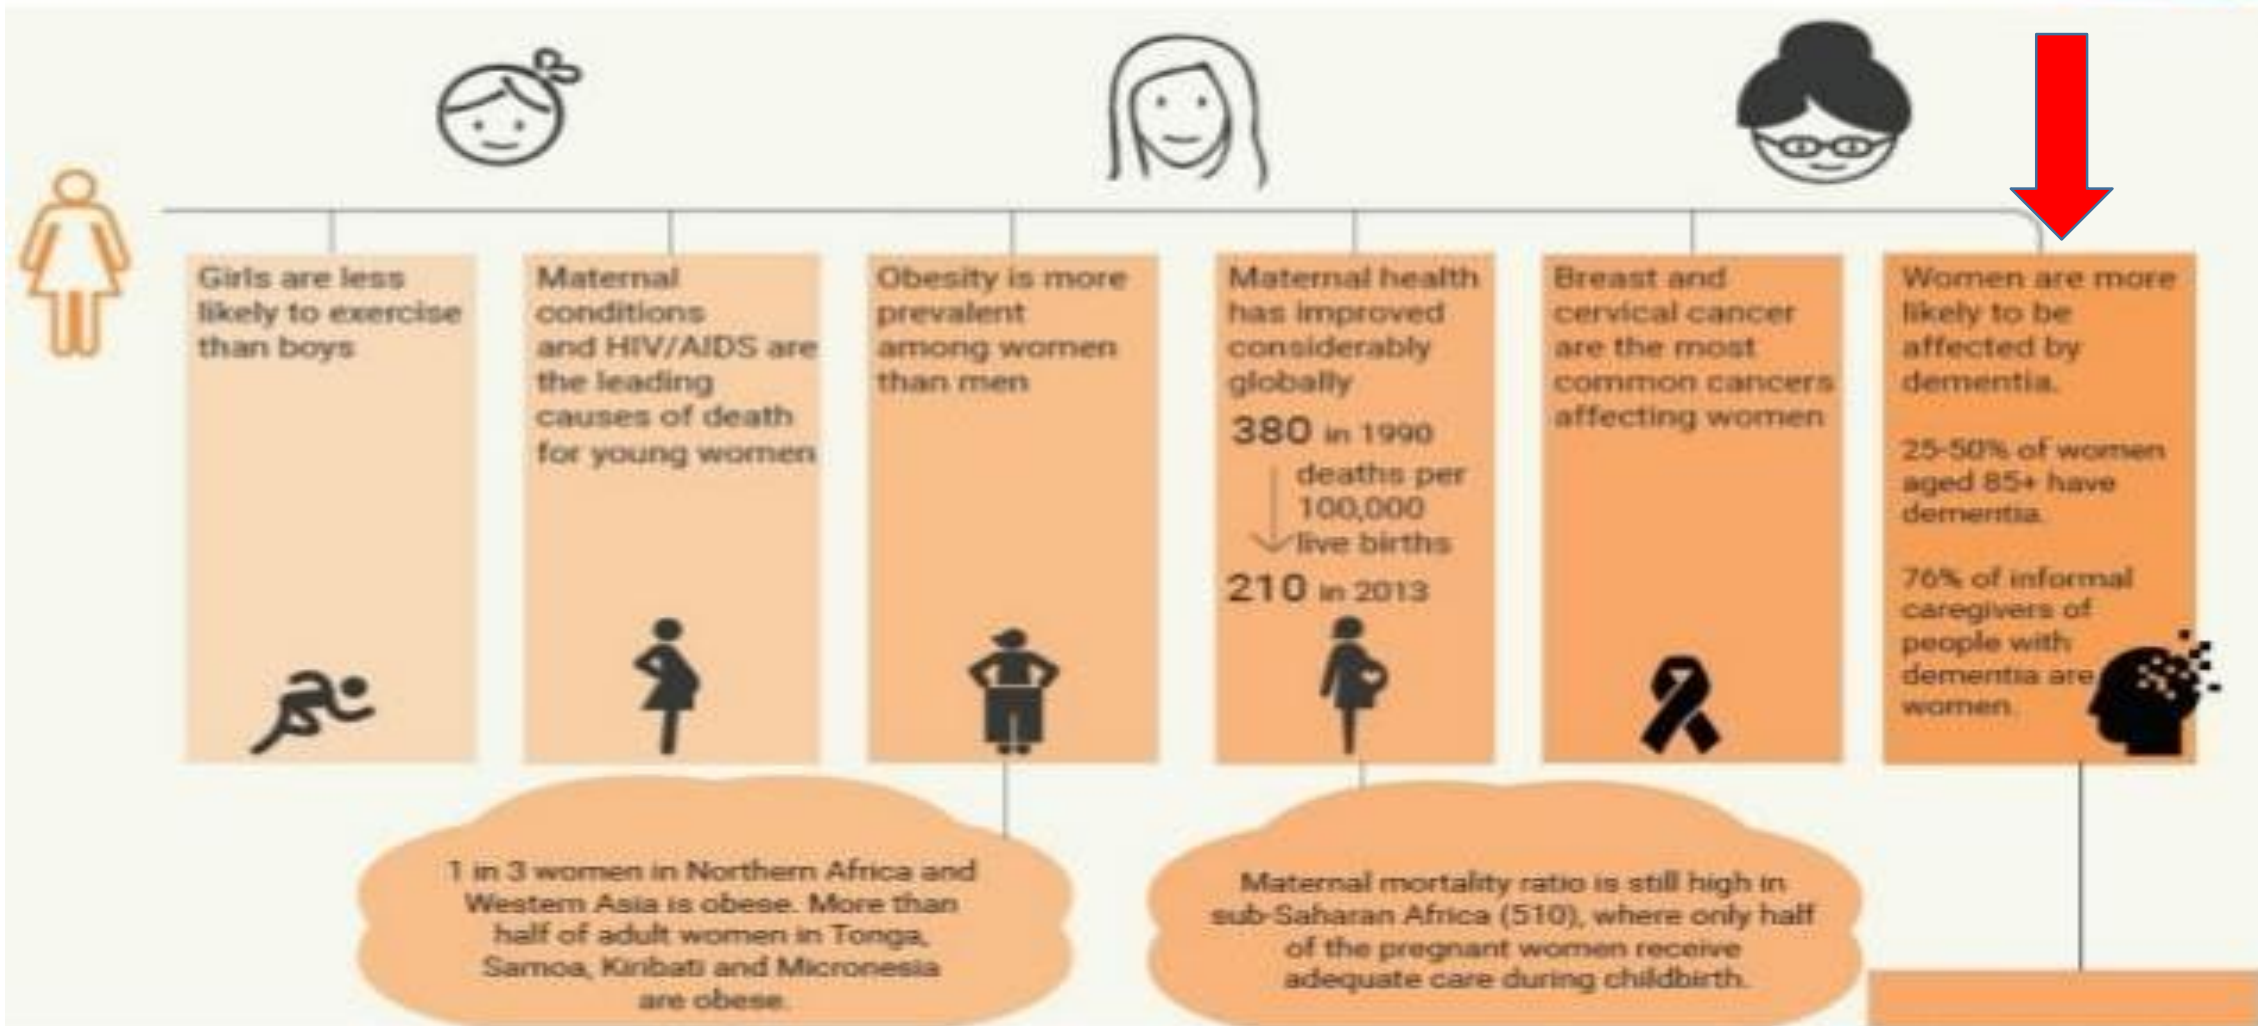 Girls are less
likely to exercise
than boys
Maternal
conditions
and HIV/AIDS are
the leading
causes of death
for young women
Obesity is more
prevalent
among women
than men
Maternal health
has improved
considerably
globally
380 in 1990
deaths per
100,000
live births
210 in 2013
Breast and
cervical cancer
are the most
common cancers
affecting women
Women are more
likely to be
affected by
dementia.
25-50% of women
aged 85+ have
dementia.
76% of informal
caregivers of
people with
dementia are
women.
1 in 3 women in Northern Africa and
Western Asia is obese. More than
half of adult women in Tonga,
Samoa, Kiribati and Micronesia
are obese.
Maternal mortality ratio is still high in
sub-Saharan Africa (510), where only half
of the pregnant women receive
adequate care during childbirth.